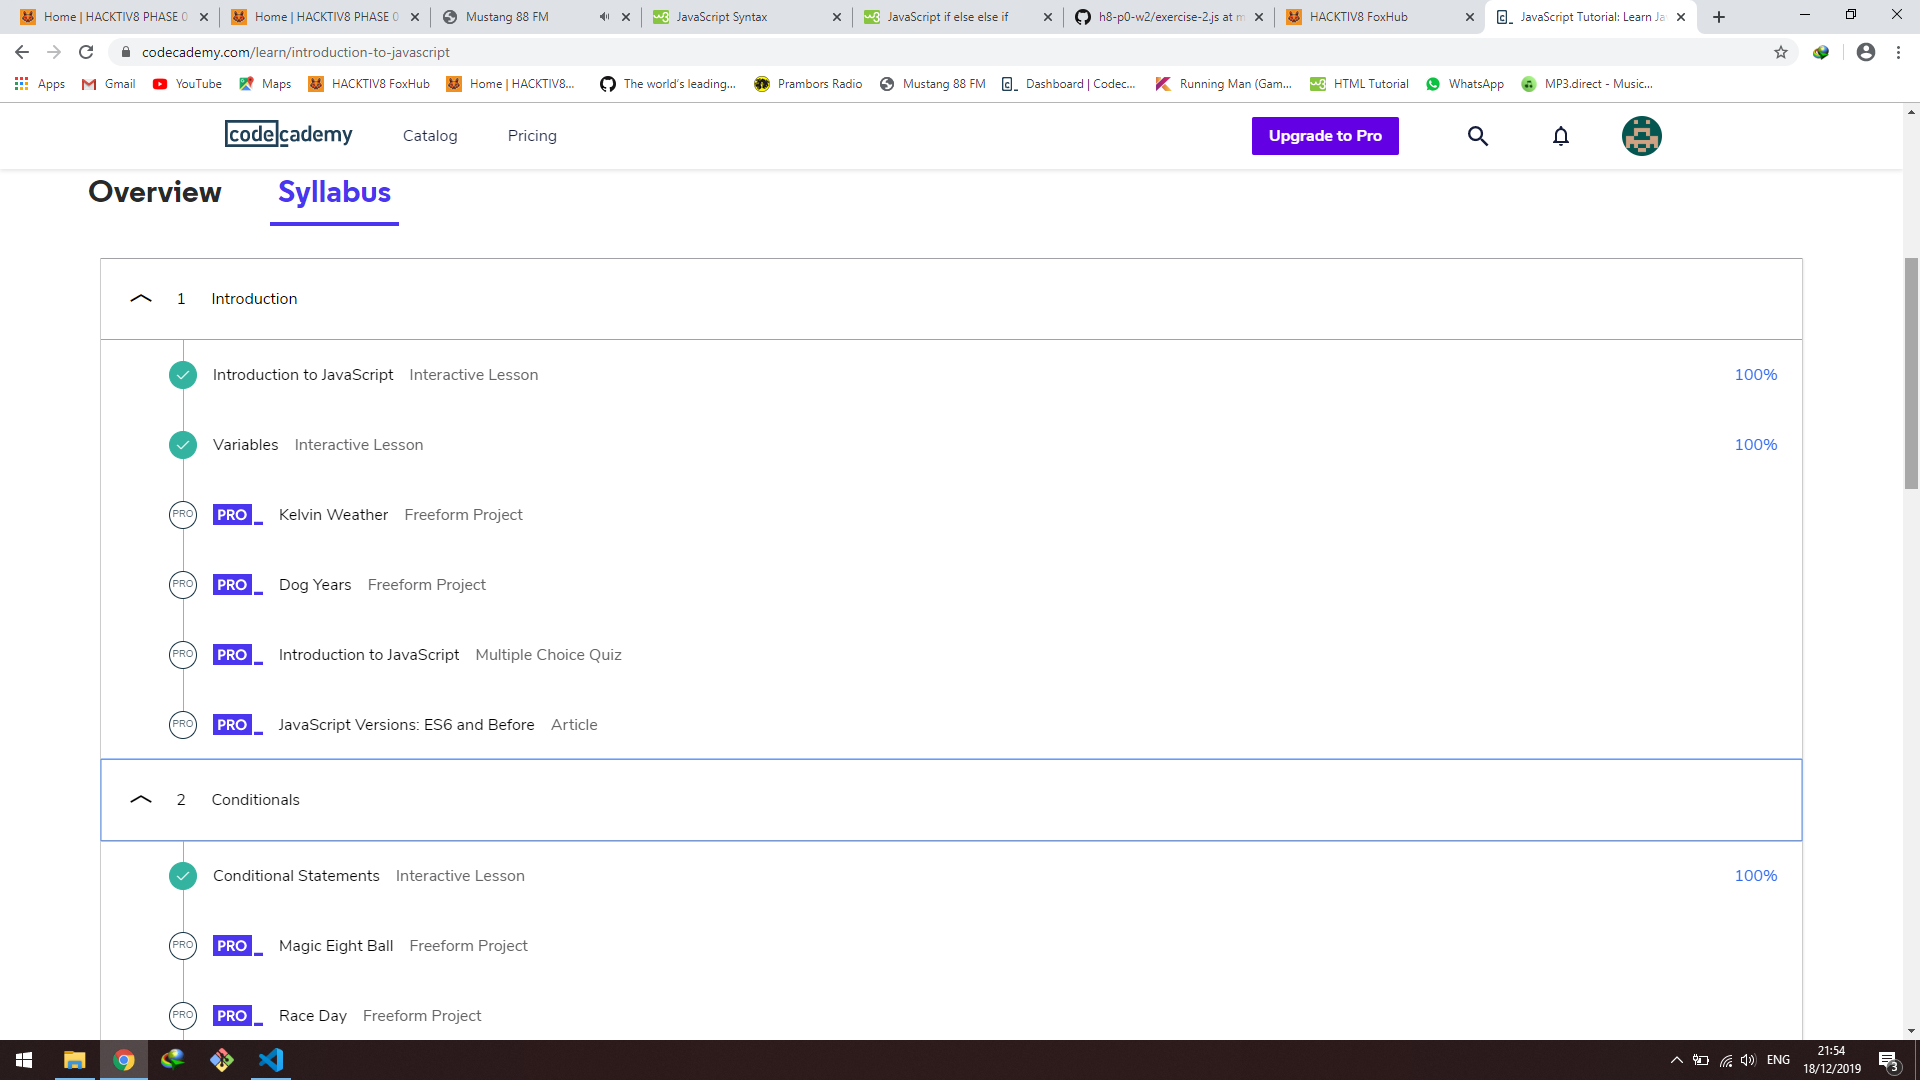 Home | HACKTIV8 PHASE 0
Home | HACKTIV8 PHASE 0
Mustang 88 FM
JavaScript Syntax
JavaScript if else else if
h8-p0-w2/exercise-2.js at m
HACKTIV8 FoxHub
JavaScript Tutorial: Learn Ja
codecademy.com/learn/introduction-to-javascript
Apps Gmail YouTube Maps HACKTIV8 FoxHub Home | HACKTIV8... The world's leading... Prambors Radio Mustang 88 FM Dashboard | Codec... Running Man (Gam... HTML Tutorial WhatsApp MP3.direct - Music...
codecademy Catalog Pricing Upgrade to Pro
Overview Syllabus
1 Introduction
Introduction to JavaScript Interactive Lesson 100%
Variables Interactive Lesson 100%
PRO PRO_ Kelvin Weather Freeform Project
PRO PRO_ Dog Years Freeform Project
PRO PRO_ Introduction to JavaScript Multiple Choice Quiz
PRO PRO_ JavaScript Versions: ES6 and Before Article
2 Conditionals
Conditional Statements Interactive Lesson 100%
PRO PRO_ Magic Eight Ball Freeform Project
PRO PRO_ Race Day Freeform Project
ENG
21:54
18/12/2019
3